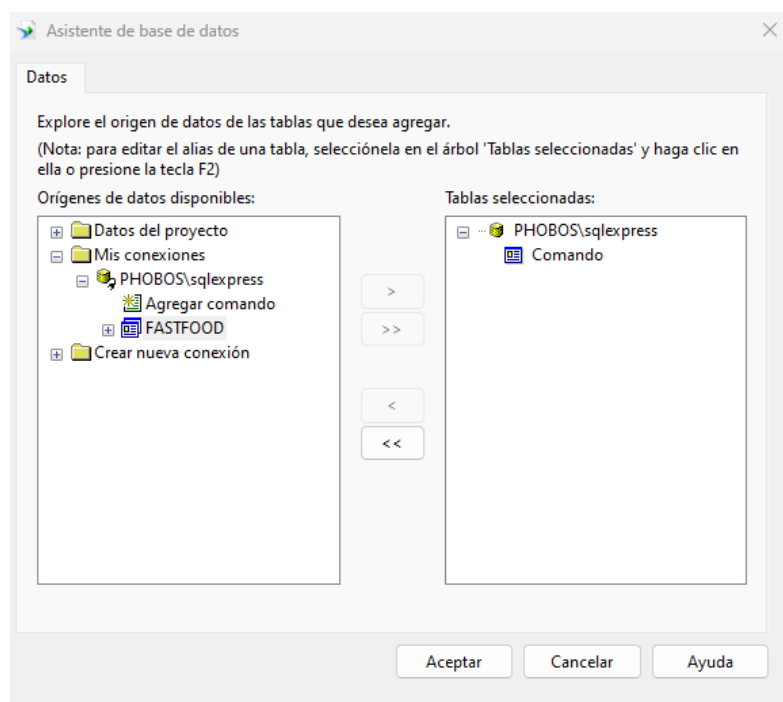 Asistente de base de datos
Datos
Explore el origen de datos de las tablas que desea agregar.
(Nota: para editar el alias de una tabla, selecciónela en el árbol 'Tablas seleccionadas' y haga clic en
ella o presione la tecla F2)
Orígenes de datos disponibles:
Datos del proyecto
Mis conexiones
PHOBOS\sqlexpress
Agregar comando
FASTFOOD
Crear nueva conexión
>
>>
<
<<
Tablas seleccionadas:
PHOBOS\sqlexpress
Comando
Aceptar
Cancelar
Ayuda